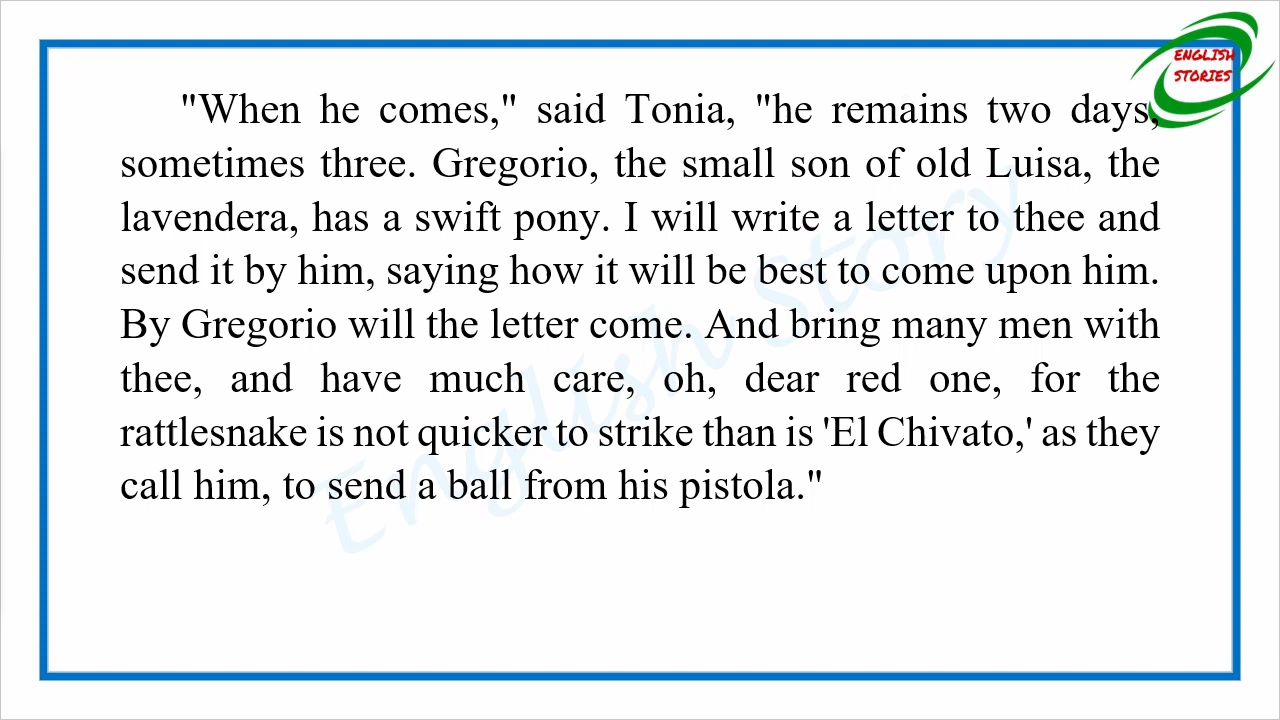 ENGLISH
STORIES
"When he comes," said Tonia, "he remains two days,
sometimes three. Gregorio, the small son of old Luisa, the
lavendera, has a swift pony. I will write a letter to thee and
send it by him, saying how it will be best to come upon him.
By Gregorio will the letter come. And bring many men with
thee, and have much care, oh, dear red one, for the
rattlesnake is not quicker to strike than is 'El Chivato,' as they
call him, to send a ball from his pistola."
English Story